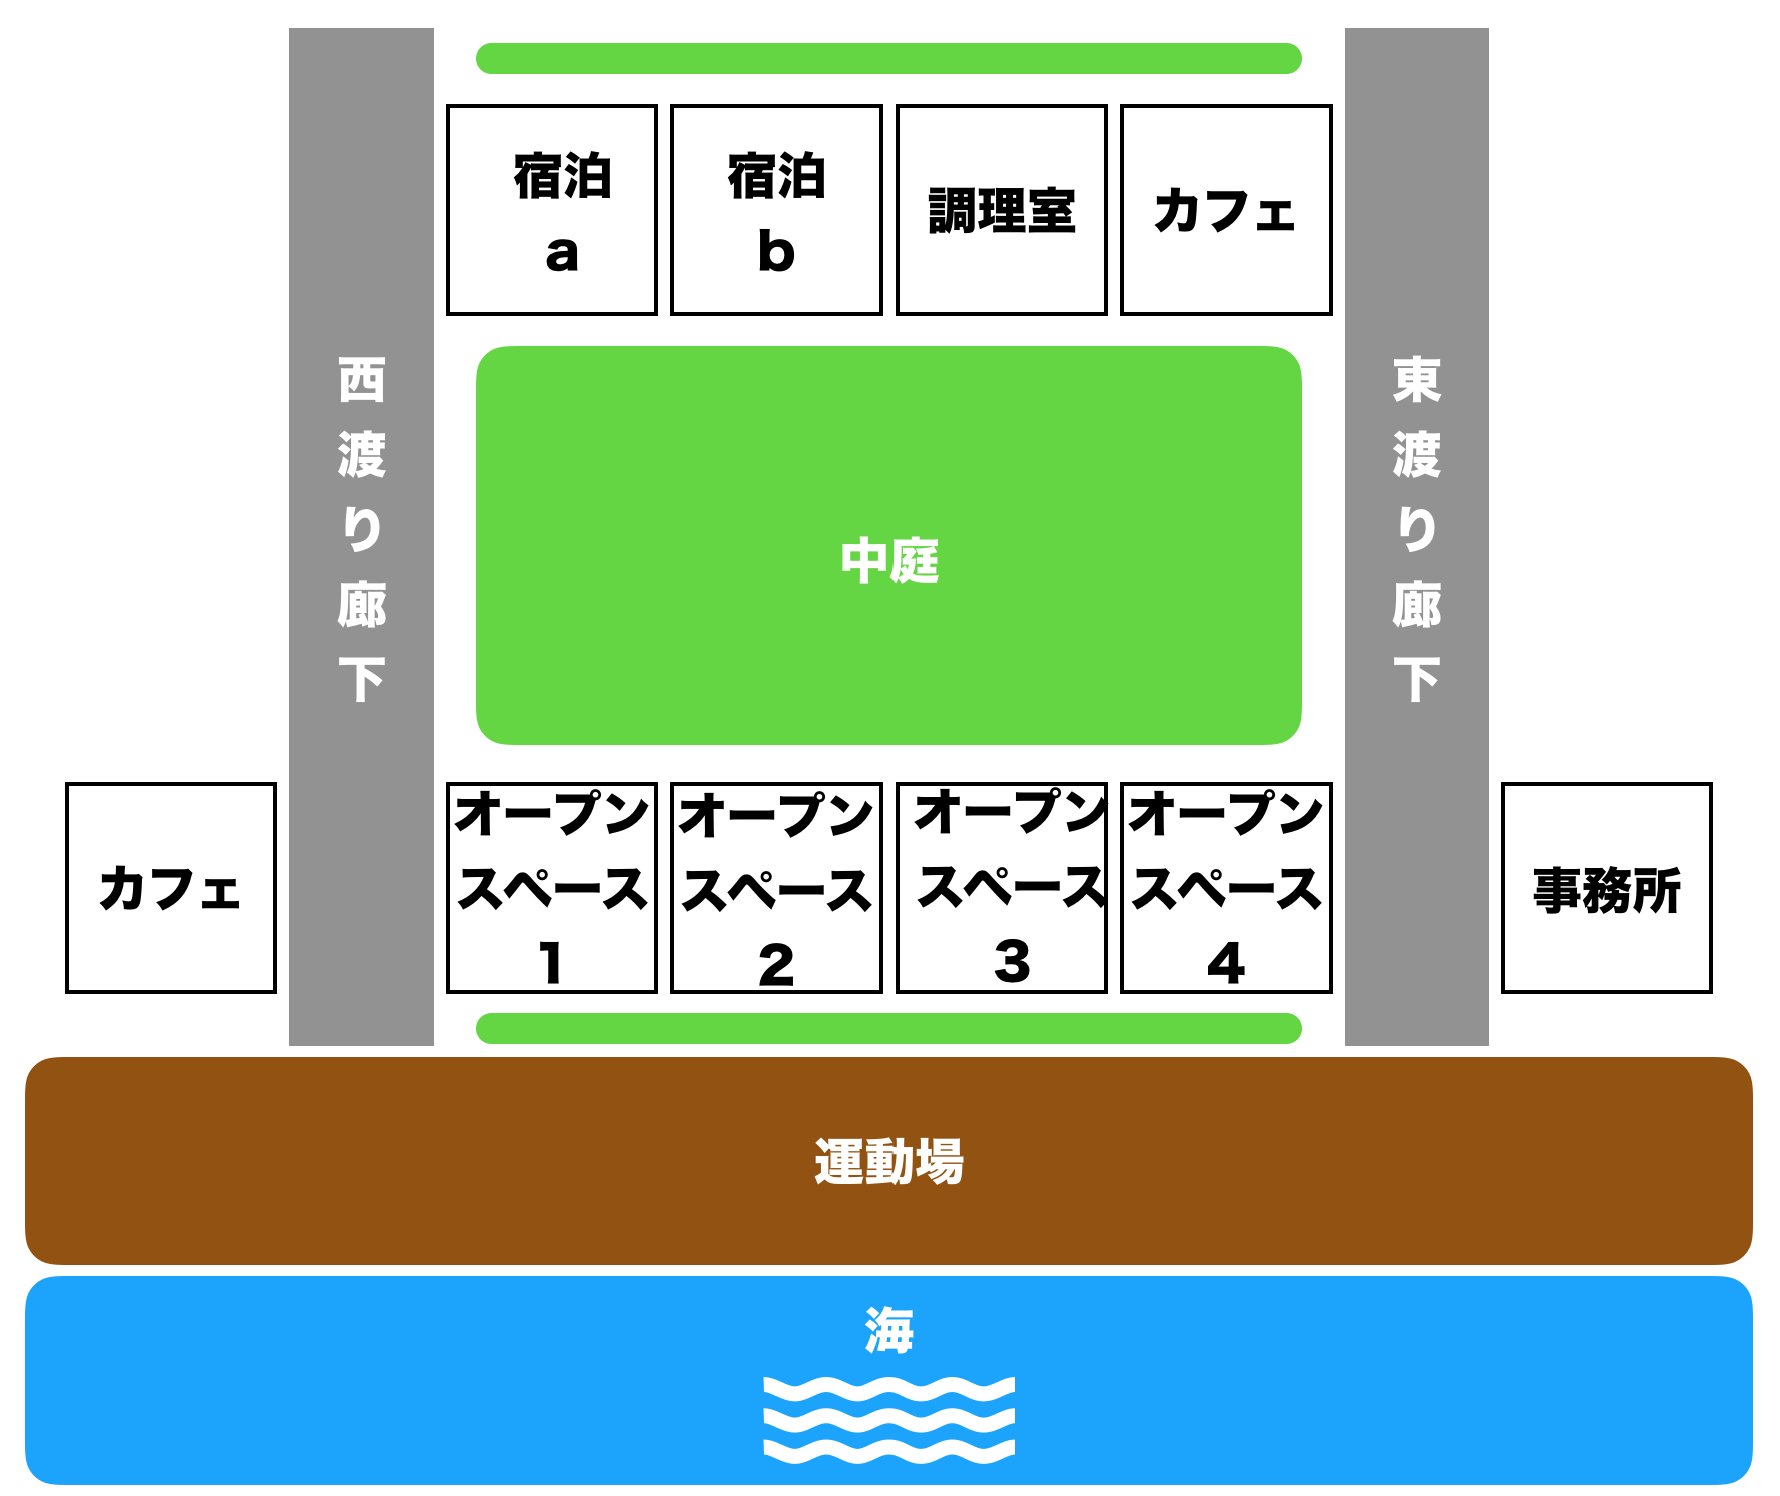 宿泊
a
宿泊
b
調理室
カフェ
西渡り廊下
東渡り廊下
中庭
カフェ
オープン
スペース
1
オープン
スペース
2
オープン
スペース
3
オープン
スペース
4
事務所
運動場
海